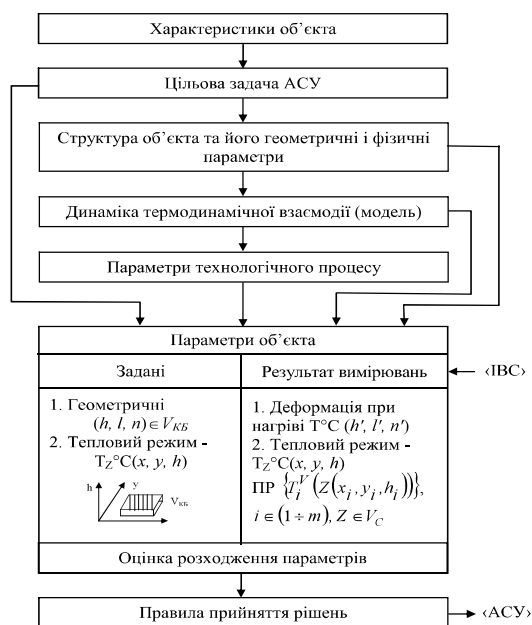 Характеристики об’єкта
Цільова задача АСУ
Структура об’єкта та його геометричні і фізичні
параметри
Динаміка термодинамічної взаємодії (модель)
Параметри технологічного процесу
Параметри об’єкта
Задані
Результат вимірювань
‹ІВС›
1. Геометричні
(h, l, n) ∈ V_КБ
2. Тепловий режим -
T_Z°C(x, y, h)
h
y
V_КБ
1. Деформація при
нагріві T°C (h′, l′, n′)
2. Тепловий режим -
T_Z°C(x, y, h)
ПР {T_i^V (Z(x_i, y_i, h_i))},
i ∈ (1 ÷ m), Z ∈ V_C
Оцінка розходження параметрів
Правила прийняття рішень
‹АСУ›